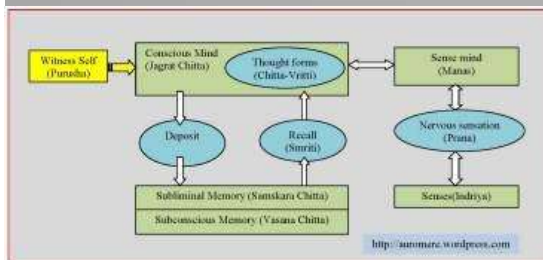 Witness Self
(Purusha)
Conscious Mind
(Jagrat Chitta)
Thought forms
(Chitta-Vritti)
Sense mind
(Manas)
Deposit
Recall
(Smriti)
Nervous sensation
(Prana)
Subliminal Memory (Samskara Chitta)
Subconscious Memory (Vasana Chitta)
Senses(Indriya)
http://auromere.wordpress.com